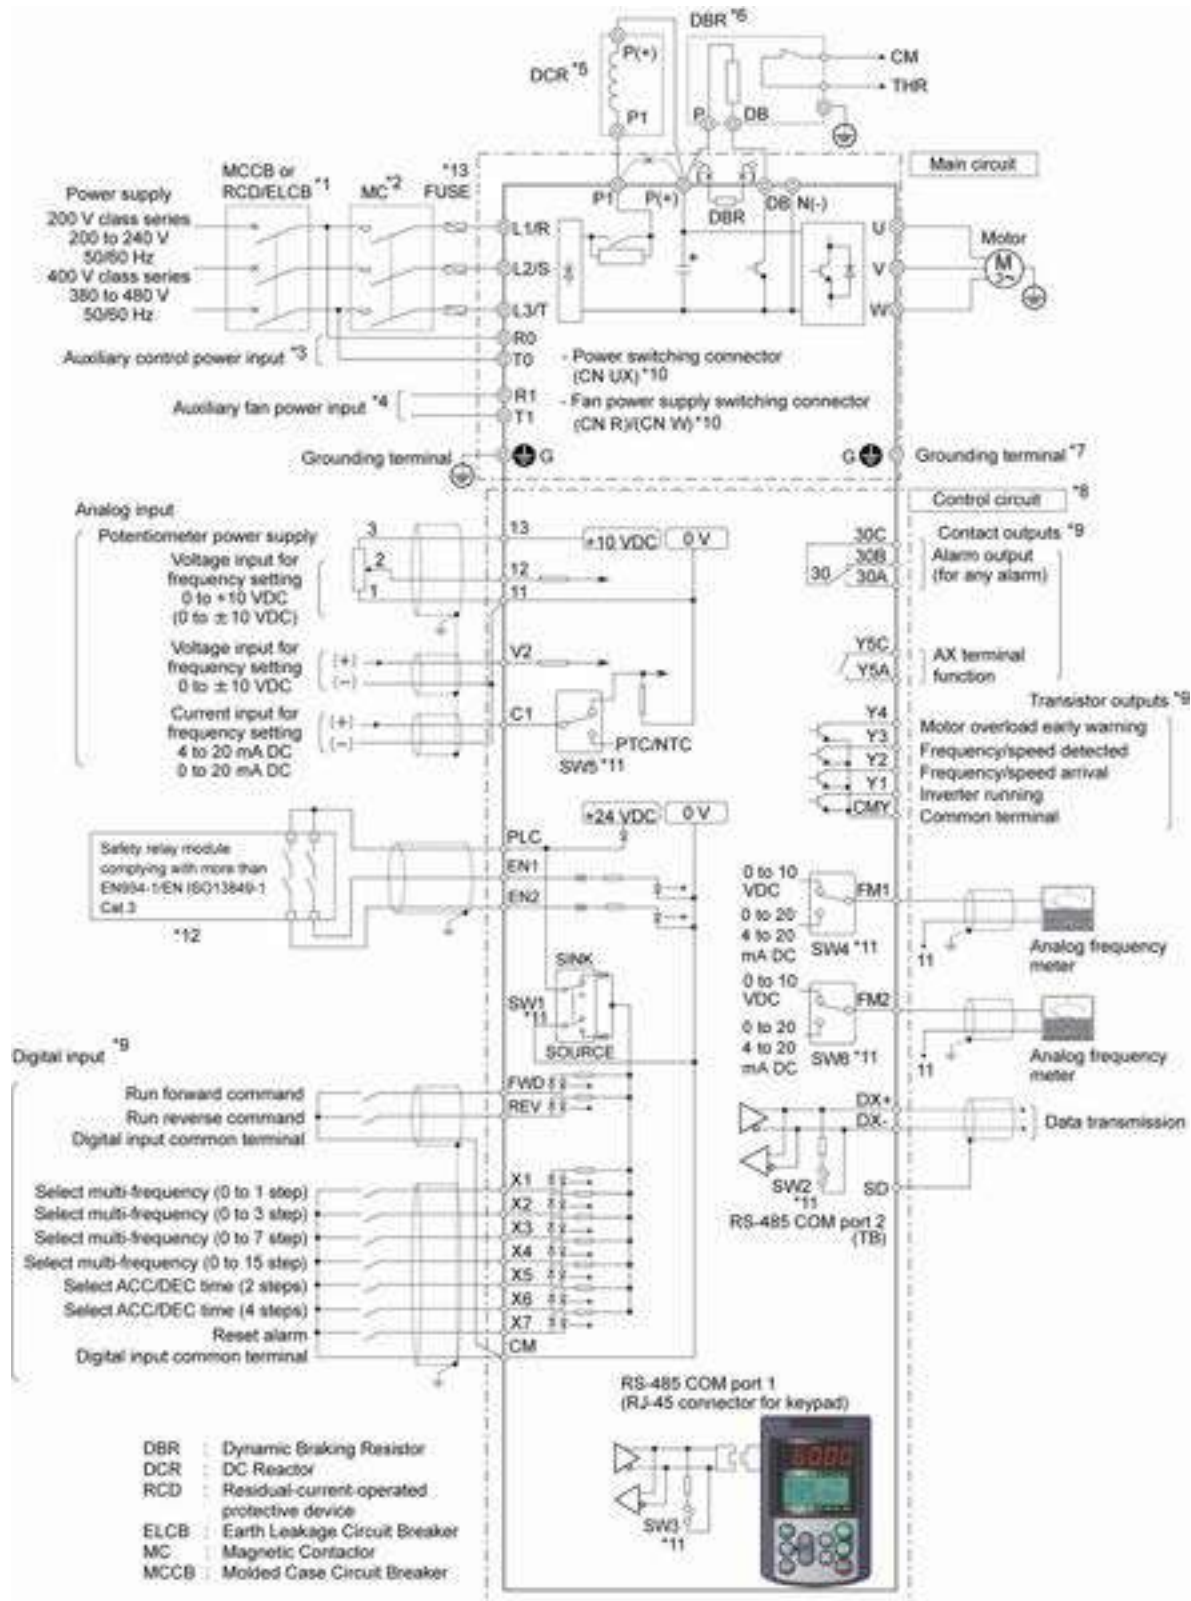 DBR *6
P(+)
DCR *5
CM
THR
P1
P
DB
Main circuit
MCCB or
RCD/ELCB *1
MC *2
*13
FUSE
Power supply
200 V class series
200 to 240 V
50/60 Hz
400 V class series
380 to 480 V
50/60 Hz
P1
P(+)
DBR
DB
N(-)
L1/R
L2/S
L3/T
R0
T0
R1
T1
U
V
W
Motor
M
3~
Auxiliary control power input *3
- Power switching connector
(CN UX) *10
Auxiliary fan power input *4
- Fan power supply switching connector
(CN R)/(CN W) *10
Grounding terminal
G
G
Grounding terminal *7
Control circuit *8
Analog input
Potentiometer power supply
Voltage input for
frequency setting
0 to +10 VDC
(0 to ±10 VDC)
3
2
1
13
12
11
+10 VDC
0 V
Voltage input for
frequency setting
0 to ±10 VDC
(+)
(-)
V2
Current input for
frequency setting
4 to 20 mA DC
0 to 20 mA DC
(+)
(-)
C1
PTC/NTC
SW5 *11
30C
30B
30
30A
Contact outputs *9
Alarm output
(for any alarm)
Y5C
Y5A
AX terminal
function
Transistor outputs *9
Y4
Motor overload early warning
Y3
Frequency/speed detected
Y2
Frequency/speed arrival
Y1
Inverter running
CMY
Common terminal
+24 VDC
0 V
Safety relay module
complying with more than
EN954-1/EN ISO13849-1
Cat.3
*12
PLC
EN1
EN2
SINK
SW1
*11
SOURCE
0 to 10
VDC
0 to 20
4 to 20
mA DC
SW4 *11
FM1
11
Analog frequency
meter
0 to 10
VDC
0 to 20
4 to 20
mA DC
SW6 *11
FM2
11
Analog frequency
meter
Digital input *9
Run forward command
FWD
Run reverse command
REV
Digital input common terminal
Select multi-frequency (0 to 1 step)
X1
Select multi-frequency (0 to 3 step)
X2
Select multi-frequency (0 to 7 step)
X3
Select multi-frequency (0 to 15 step)
X4
Select ACC/DEC time (2 steps)
X5
Select ACC/DEC time (4 steps)
X6
Reset alarm
X7
Digital input common terminal
CM
DX+
DX-
Data transmission
SD
SW2
*11
RS-485 COM port 2
(TB)
RS-485 COM port 1
(RJ-45 connector for keypad)
SW3
*11
DBR : Dynamic Braking Resistor
DCR : DC Reactor
RCD : Residual-current-operated
protective device
ELCB : Earth Leakage Circuit Breaker
MC : Magnetic Contactor
MCCB : Molded Case Circuit Breaker